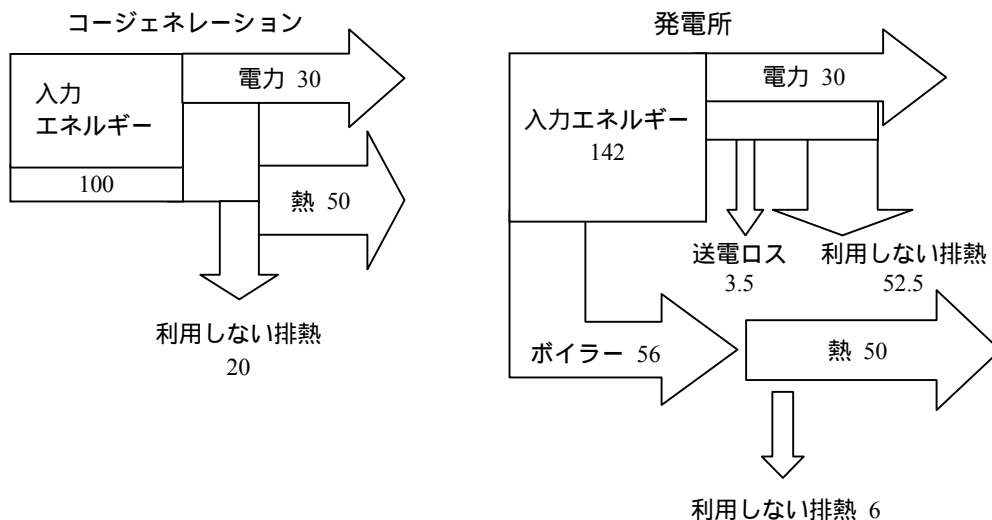 コージェネレーション
電力 30
入力
エネルギー
100
熱 50
利用しない排熱
20
発電所
電力 30
入力エネルギー
142
送電ロス
3.5
利用しない排熱
52.5
ボイラー 56
熱 50
利用しない排熱 6